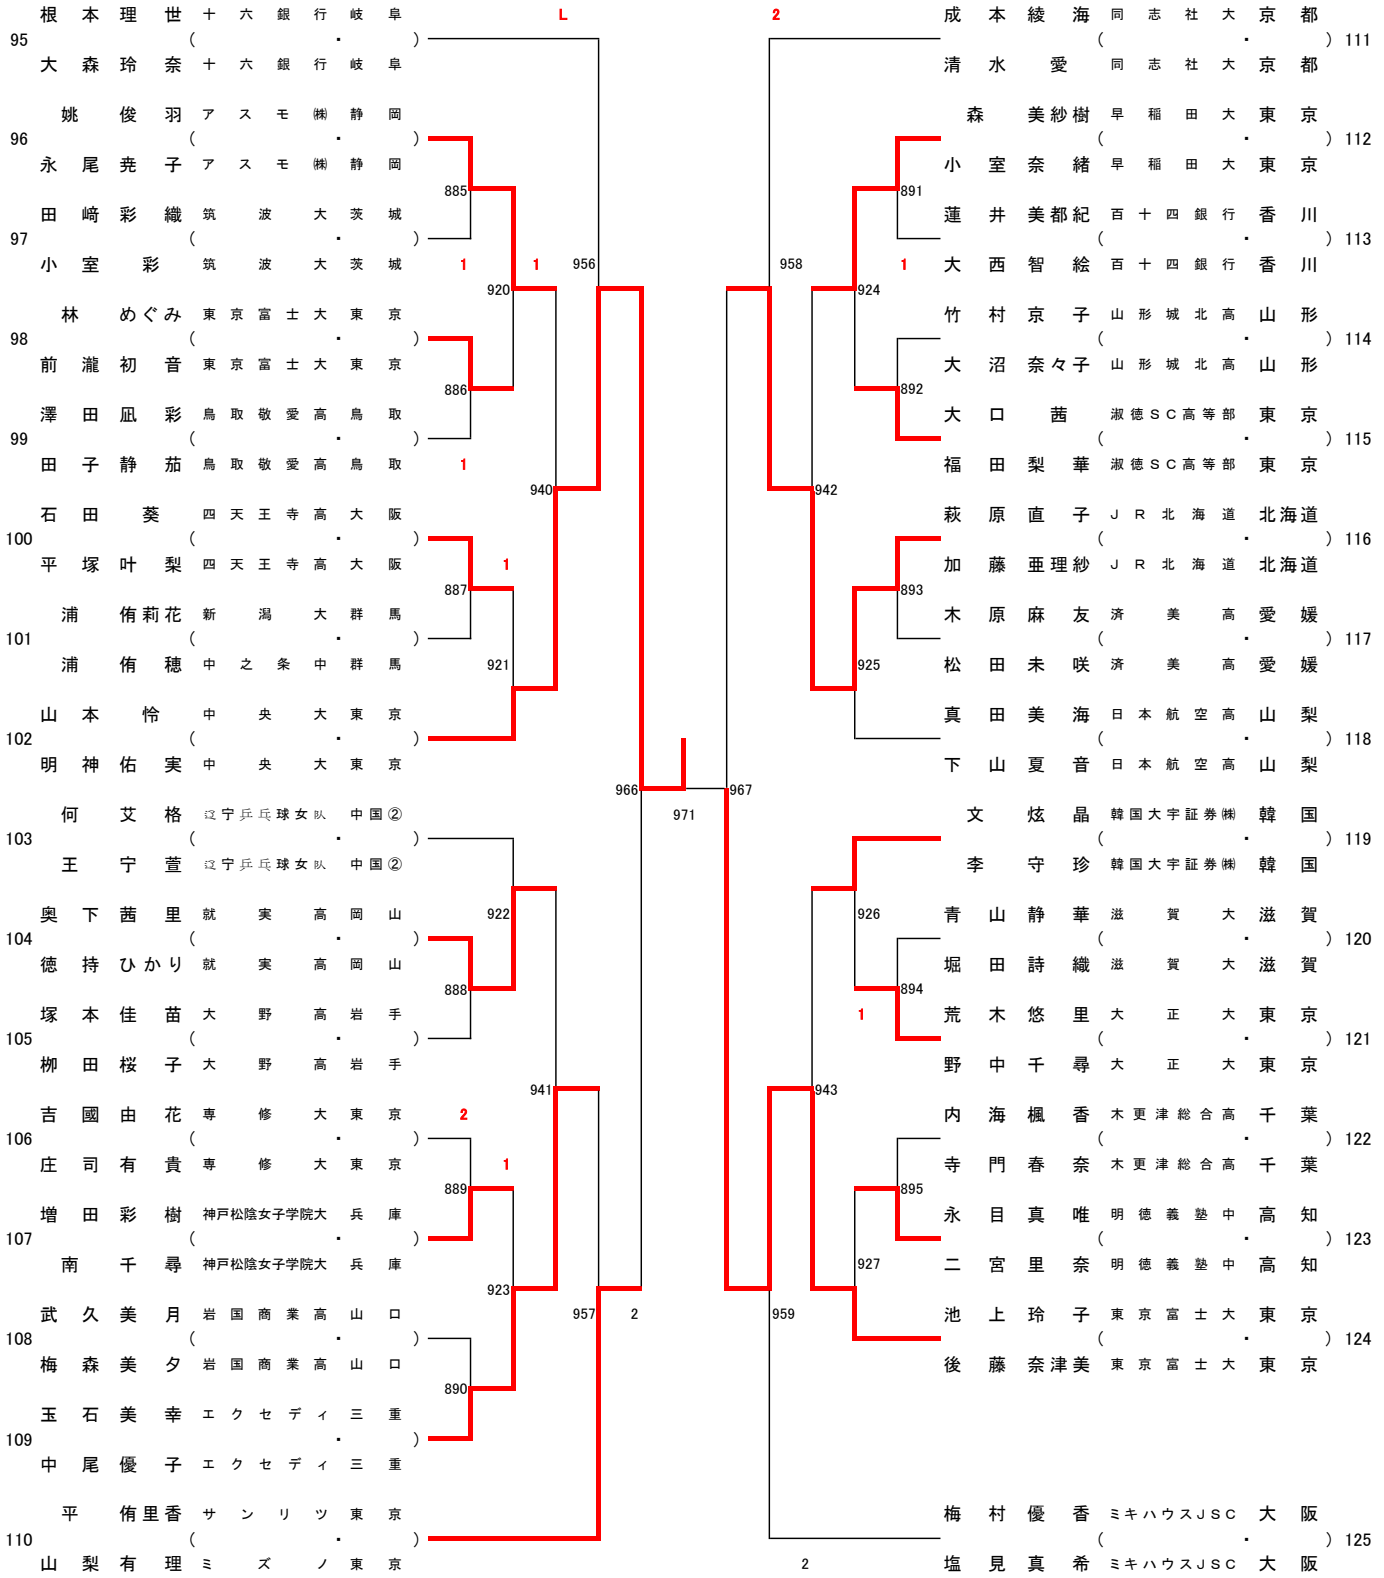 根本理世 十六銀行 岐阜
95 ( ・ )
大森玲奈 十六銀行 岐阜
姚俊羽 アスモ㈱ 静岡
96 ( ・ )
永尾尭子 アスモ㈱ 静岡
885
田﨑彩織 筑波大 茨城
97 ( ・ )
小室彩 筑波大 茨城
林めぐみ 東京富士大 東京
98 ( ・ )
前瀧初音 東京富士大 東京
886
澤田凪彩 鳥取敬愛高 鳥取
99 ( ・ )
田子静茄 鳥取敬愛高 鳥取
石田葵 四天王寺高 大阪
100 ( ・ )
平塚叶梨 四天王寺高 大阪
887
浦侑莉花 新潟大 群馬
101 ( ・ )
浦侑穂 中之条中 群馬
山本怜 中央大 東京
102 ( ・ )
明神佑実 中央大 東京
何艾格 辽宁乒乓球女队 中国②
103 ( ・ )
王宁萱 辽宁乒乓球女队 中国②
奥下茜里 就実高 岡山
104 ( ・ )
徳持ひかり 就実高 岡山
888
塚本佳苗 大野高 岩手
105 ( ・ )
栁田桜子 大野高 岩手
吉國由花 専修大 東京
106 ( ・ )
庄司有貴 専修大 東京
889
増田彩樹 神戸松陰女子学院大 兵庫
107 ( ・ )
南千尋 神戸松陰女子学院大 兵庫
武久美月 岩国商業高 山口
108 ( ・ )
梅森美夕 岩国商業高 山口
890
玉石美幸 エクセディ 三重
109 ( ・ )
中尾優子 エクセディ 三重
平侑里香 サンリツ 東京
110 ( ・ )
山梨有理 ミズノ 東京
L
1
1
956
920
1
940
1
921
966
922
941
2
1
923
957
2
971
2
958
1
924
942
925
967
926
1
943
927
959
2
成本綾海 同志社大 京都
( ・ ) 111
清水愛 同志社大 京都
森美紗樹 早稲田大 東京
( ・ ) 112
小室奈緒 早稲田大 東京
891
蓮井美都紀 百十四銀行 香川
( ・ ) 113
大西智絵 百十四銀行 香川
竹村京子 山形城北高 山形
( ・ ) 114
大沼奈々子 山形城北高 山形
892
大口茜 淑徳SC高等部 東京
( ・ ) 115
福田梨華 淑徳SC高等部 東京
萩原直子 JR北海道 北海道
( ・ ) 116
加藤亜理紗 JR北海道 北海道
893
木原麻友 済美高 愛媛
( ・ ) 117
松田未咲 済美高 愛媛
真田美海 日本航空高 山梨
( ・ ) 118
下山夏音 日本航空高 山梨
文炫晶 韓国大宇証券㈱ 韓国
( ・ ) 119
李守珍 韓国大宇証券㈱ 韓国
青山静華 滋賀大 滋賀
( ・ ) 120
堀田詩織 滋賀大 滋賀
894
荒木悠里 大正大 東京
( ・ ) 121
野中千尋 大正大 東京
内海楓香 木更津総合高 千葉
( ・ ) 122
寺門春奈 木更津総合高 千葉
895
永目真唯 明徳義塾中 高知
( ・ ) 123
二宮里奈 明徳義塾中 高知
池上玲子 東京富士大 東京
( ・ ) 124
後藤奈津美 東京富士大 東京
梅村優香 ミキハウスJSC 大阪
( ・ ) 125
塩見真希 ミキハウスJSC 大阪